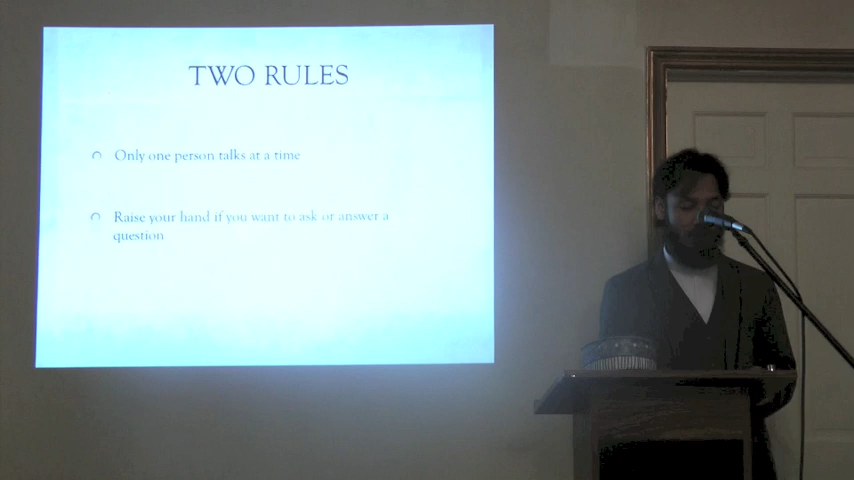 TWO RULES
Only one person talks at a time
Raise your hand if you want to ask or answer a
question